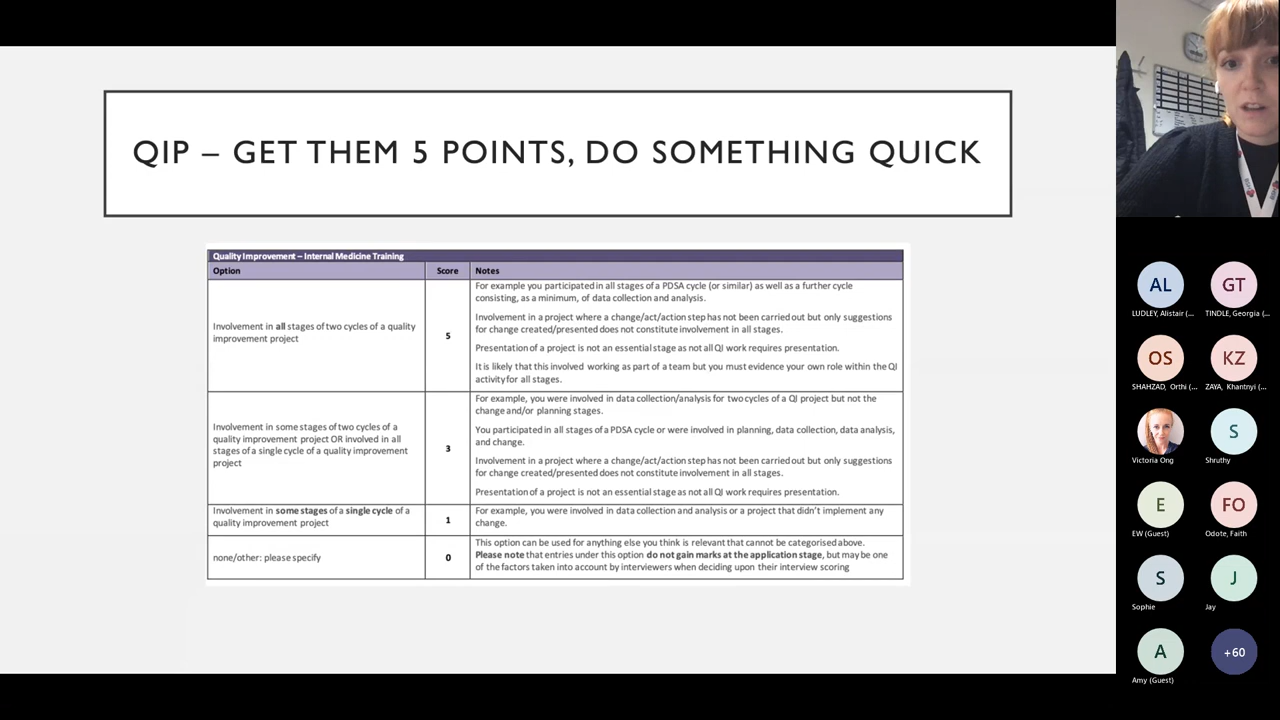 QIP – GET THEM 5 POINTS, DO SOMETHING QUICK
Quality Improvement – Internal Medicine Training
Option
Score
Notes
Involvement in all stages of two cycles of a quality
improvement project
5
For example you participated in all stages of a PDSA cycle (or similar) as well as a further cycle
consisting, as a minimum, of data collection and analysis.
Involvement in a project where a change/act/action step has not been carried out but only suggestions
for change created/presented does not constitute involvement in all stages.
Presentation of a project is not an essential stage as not all QI work requires presentation.
It is likely that this involved working as part of a team but you must evidence your own role within the QI
activity for all stages.
Involvement in some stages of two cycles of a
quality improvement project OR involved in all
stages of a single cycle of a quality improvement
project
3
For example, you were involved in data collection/analysis for two cycles of a QI project but not the
change and/or planning stages.
You participated in all stages of a PDSA cycle or were involved in planning, data collection, data analysis,
and change.
Involvement in a project where a change/act/action step has not been carried out but only suggestions
for change created/presented does not constitute involvement in all stages.
Presentation of a project is not an essential stage as not all QI work requires presentation.
Involvement in some stages of a single cycle of a
quality improvement project
1
For example, you were involved in data collection and analysis or a project that didn't implement any
change.
none/other: please specify
0
This option can be used for anything else you think is relevant that cannot be categorised above.
Please note that entries under this option do not gain marks at the application stage, but may be one
of the factors taken into account by interviewers when deciding upon their interview scoring
AL
GT
LUDLEY, Alistair (...
TINDLE, Georgia (...
OS
KZ
SHAHZAD, Orthi (...
ZAYA, Khantnyi (...
S
Victoria Ong
Shruthy
E
FO
EW (Guest)
Odote, Faith
S
J
Sophie
Jay
A
+60
Amy (Guest)